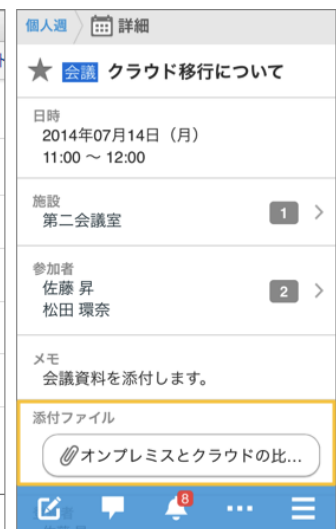 個人週 詳細
会議 クラウド移行について
日時
2014年07月14日（月）
11:00 ～ 12:00
施設
第二会議室
1
参加者
佐藤 昇
松田 環奈
2
メモ
会議資料を添付します。
添付ファイル
オンプレミスとクラウドの比...
8